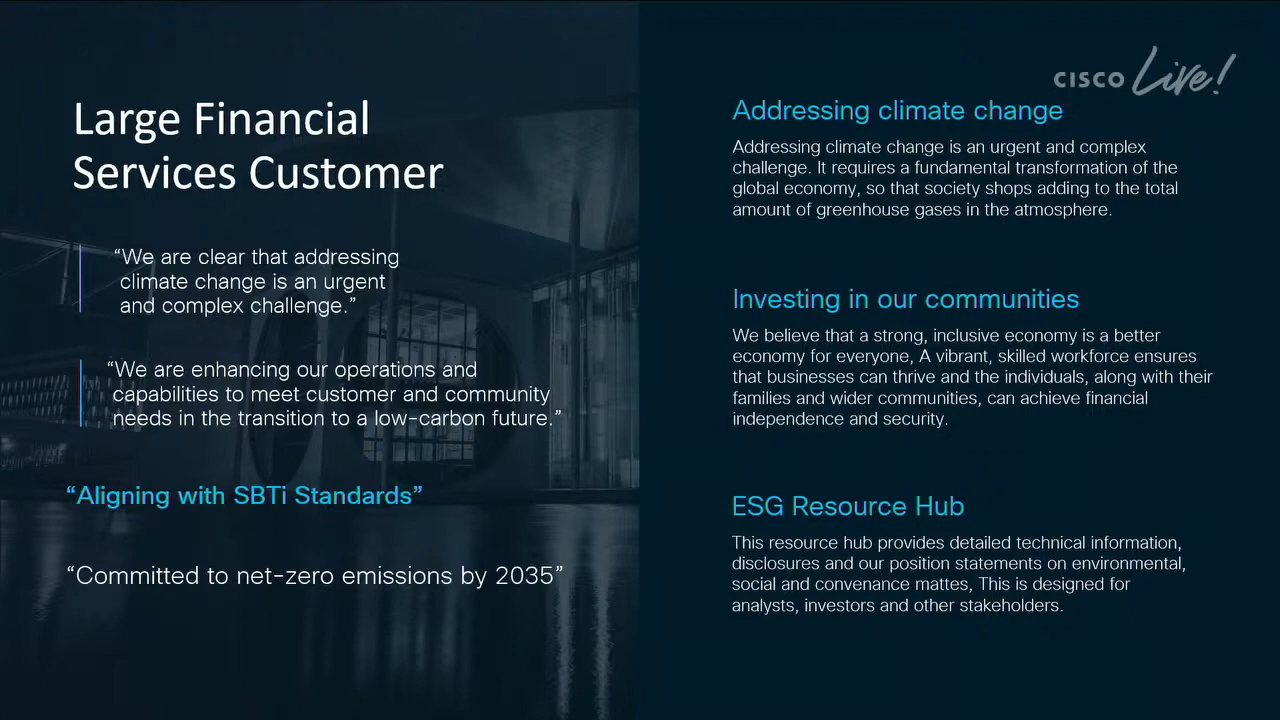 Large Financial
Services Customer
“We are clear that addressing
climate change is an urgent
and complex challenge.”
“We are enhancing our operations and
capabilities to meet customer and community
needs in the transition to a low-carbon future.”
“Aligning with SBTi Standards”
“Committed to net-zero emissions by 2035”
CISCO Live!
Addressing climate change
Addressing climate change is an urgent and complex
challenge. It requires a fundamental transformation of the
global economy, so that society shops adding to the total
amount of greenhouse gases in the atmosphere.
Investing in our communities
We believe that a strong, inclusive economy is a better
economy for everyone, A vibrant, skilled workforce ensures
that businesses can thrive and the individuals, along with their
families and wider communities, can achieve financial
independence and security.
ESG Resource Hub
This resource hub provides detailed technical information,
disclosures and our position statements on environmental,
social and convenance mattes, This is designed for
analysts, investors and other stakeholders.